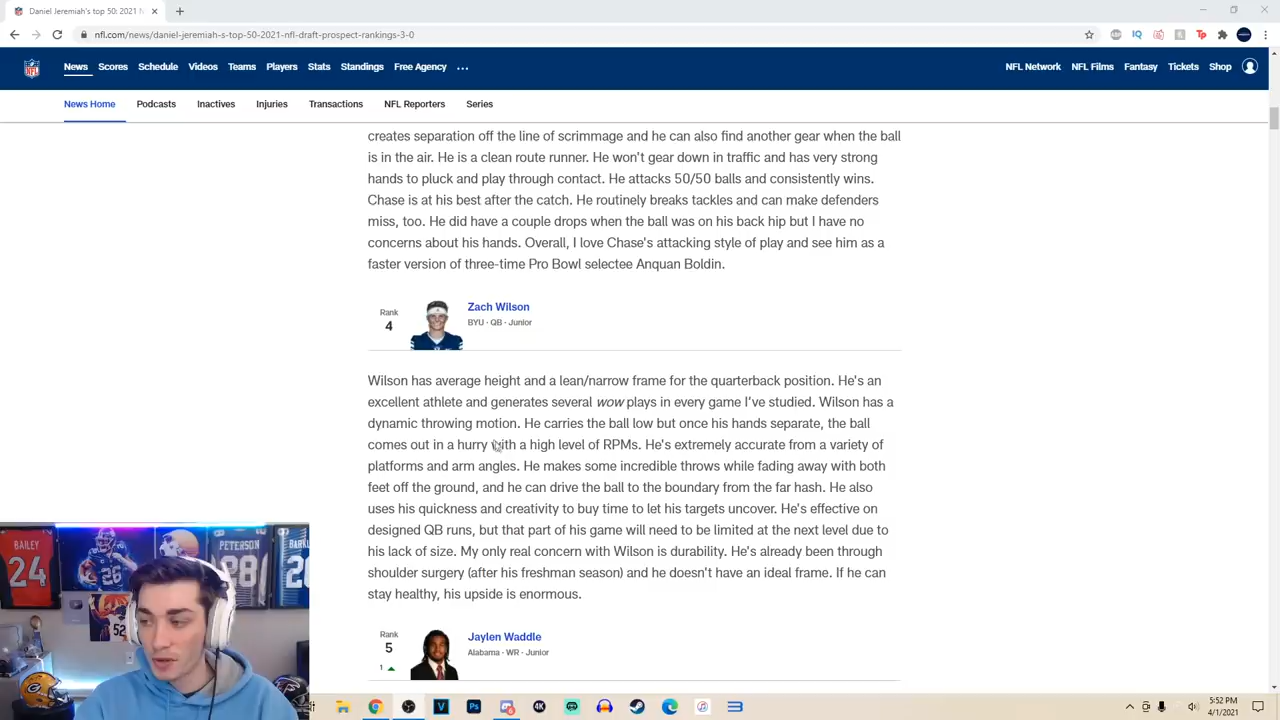 Daniel Jeremiah's top 50: 2021 N
nfl.com/news/daniel-jeremiah-s-top-50-2021-nfl-draft-prospect-rankings-3-0
News Scores Schedule Videos Teams Players Stats Standings Free Agency ... NFL Network NFL Films Fantasy Tickets Shop
News Home Podcasts Inactives Injuries Transactions NFL Reporters Series
creates separation off the line of scrimmage and he can also find another gear when the ball
is in the air. He is a clean route runner. He won't gear down in traffic and has very strong
hands to pluck and play through contact. He attacks 50/50 balls and consistently wins.
Chase is at his best after the catch. He routinely breaks tackles and can make defenders
miss, too. He did have a couple drops when the ball was on his back hip but I have no
concerns about his hands. Overall, I love Chase's attacking style of play and see him as a
faster version of three-time Pro Bowl selectee Anquan Boldin.
Rank
4
Zach Wilson
BYU · QB · Junior
Wilson has average height and a lean/narrow frame for the quarterback position. He's an
excellent athlete and generates several wow plays in every game I've studied. Wilson has a
dynamic throwing motion. He carries the ball low but once his hands separate, the ball
comes out in a hurry with a high level of RPMs. He's extremely accurate from a variety of
platforms and arm angles. He makes some incredible throws while fading away with both
feet off the ground, and he can drive the ball to the boundary from the far hash. He also
uses his quickness and creativity to buy time to let his targets uncover. He's effective on
designed QB runs, but that part of his game will need to be limited at the next level due to
his lack of size. My only real concern with Wilson is durability. He's already been through
shoulder surgery (after his freshman season) and he doesn't have an ideal frame. If he can
stay healthy, his upside is enormous.
Rank
5
1
Jaylen Waddle
Alabama · WR · Junior
BAILEY
24
26
52
PETERSON
28
BARKL
2
4K
5:52 PM
4/1/2021